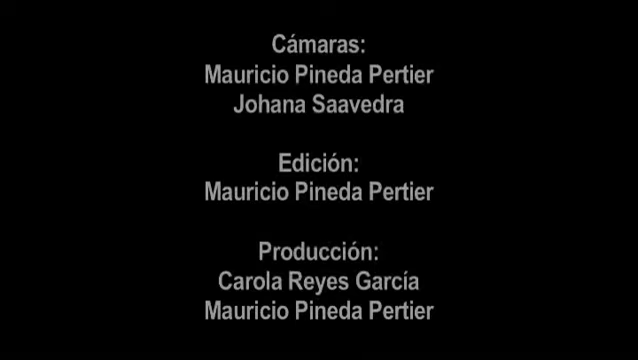 Cámaras:
Mauricio Pineda Pertier
Johana Saavedra
Edición:
Mauricio Pineda Pertier
Producción:
Carola Reyes García
Mauricio Pineda Pertier